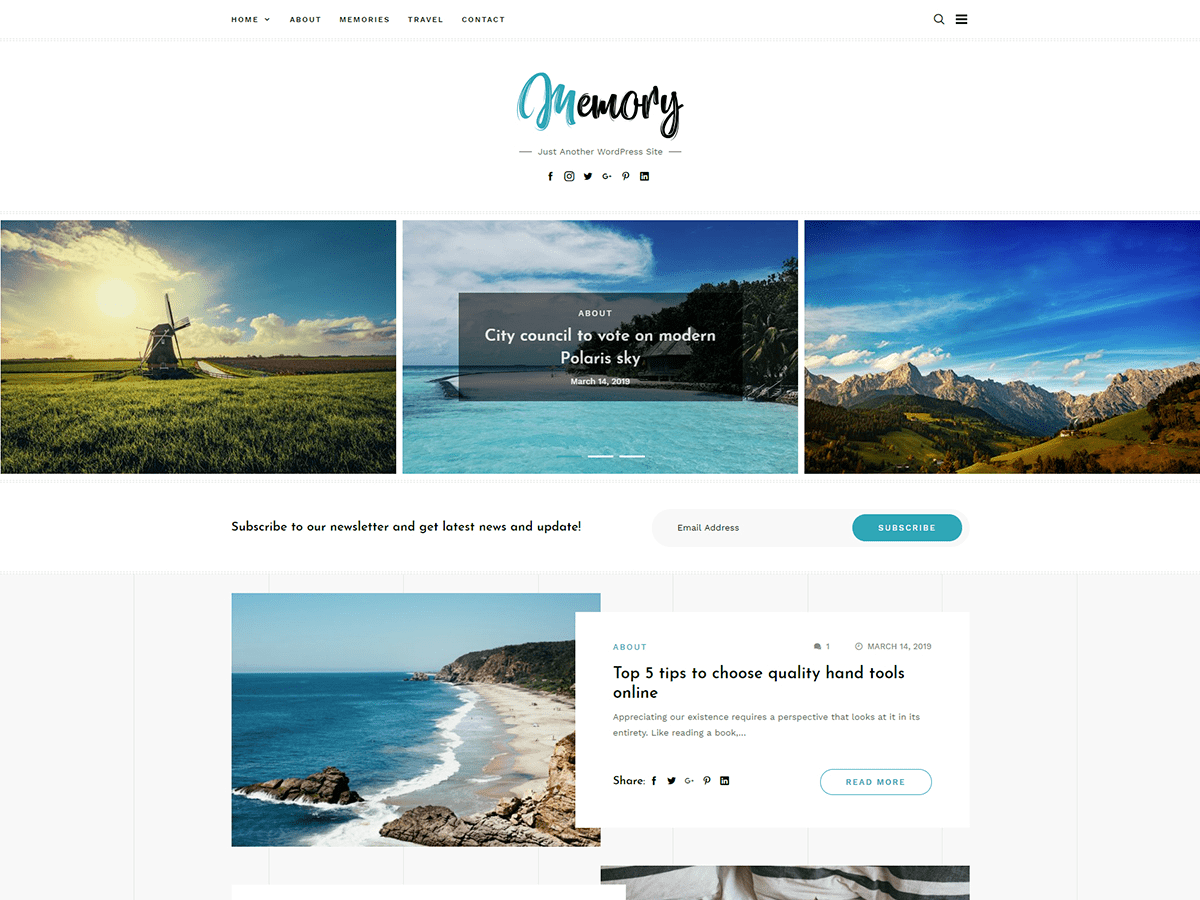 HOME ABOUT MEMORIES TRAVEL CONTACT
Memory
Just Another WordPress Site
ABOUT
City council to vote on modern
Polaris sky
March 14, 2019
Subscribe to our newsletter and get latest news and update!
Email Address
SUBSCRIBE
ABOUT 1 MARCH 14, 2019
Top 5 tips to choose quality hand tools
online
Appreciating our existence requires a perspective that looks at it in its
entirety. Like reading a book,...
Share:
READ MORE